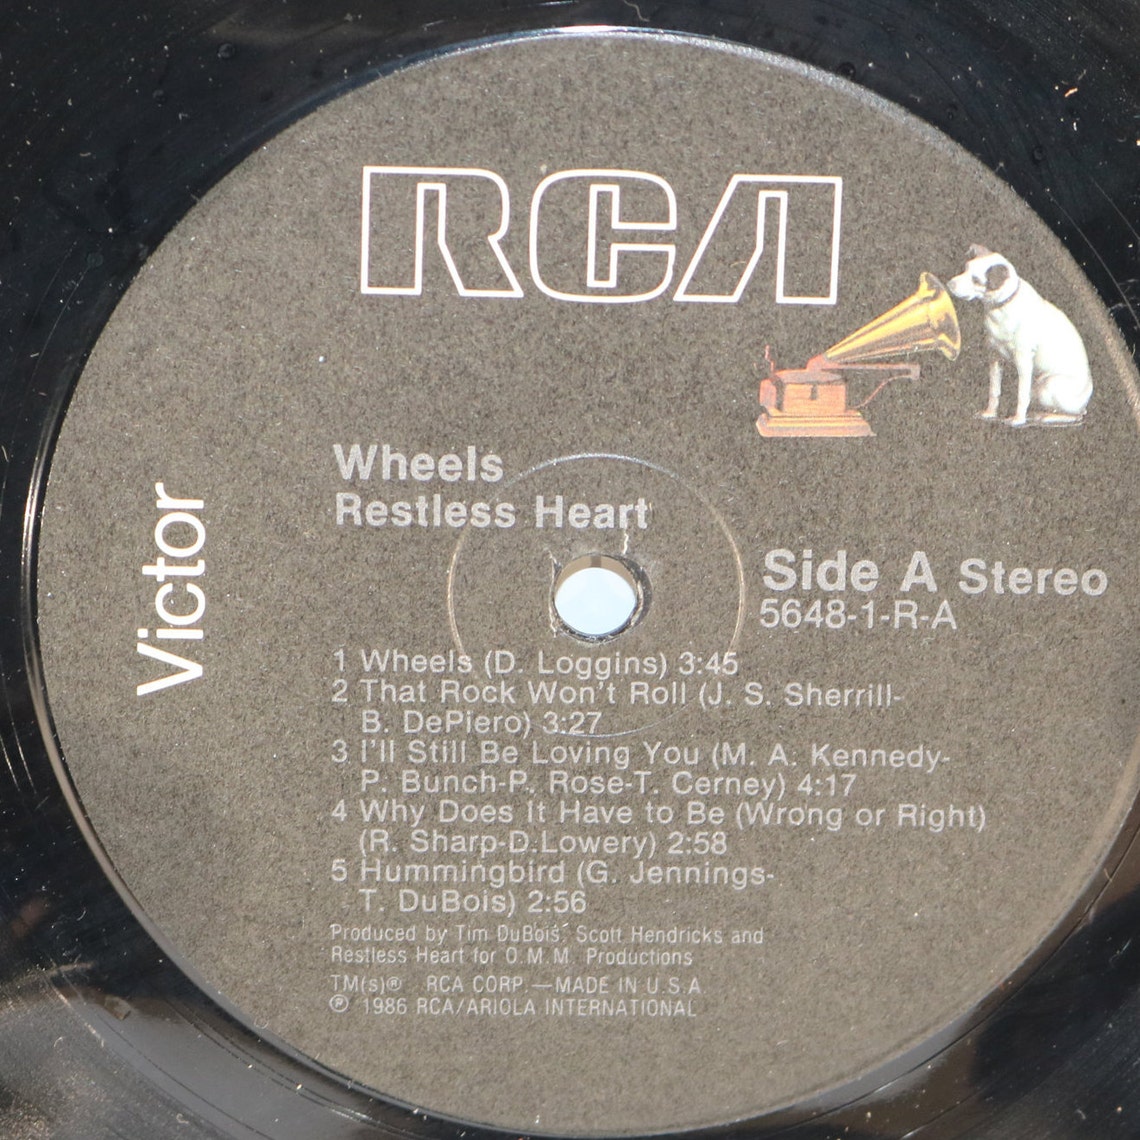 RCA
Victor
Wheels
Restless Heart
Side A Stereo
5648-1-R-A
1 Wheels (D. Loggins) 3:45
2 That Rock Won't Roll (J. S. Sherrill-
B. DePiero) 3:27
3 I'll Still Be Loving You (M. A. Kennedy-
P. Bunch-P. Rose-T. Cerney) 4:17
4 Why Does It Have to Be (Wrong or Right)
(R. Sharp-D.Lowery) 2:58
5 Hummingbird (G. Jennings-
T. DuBois) 2:56
Produced by Tim DuBois, Scott Hendricks and
Restless Heart for O.M.M. Productions
TM(s)® RCA CORP.—MADE IN U.S.A.
℗ 1986 RCA/ARIOLA INTERNATIONAL